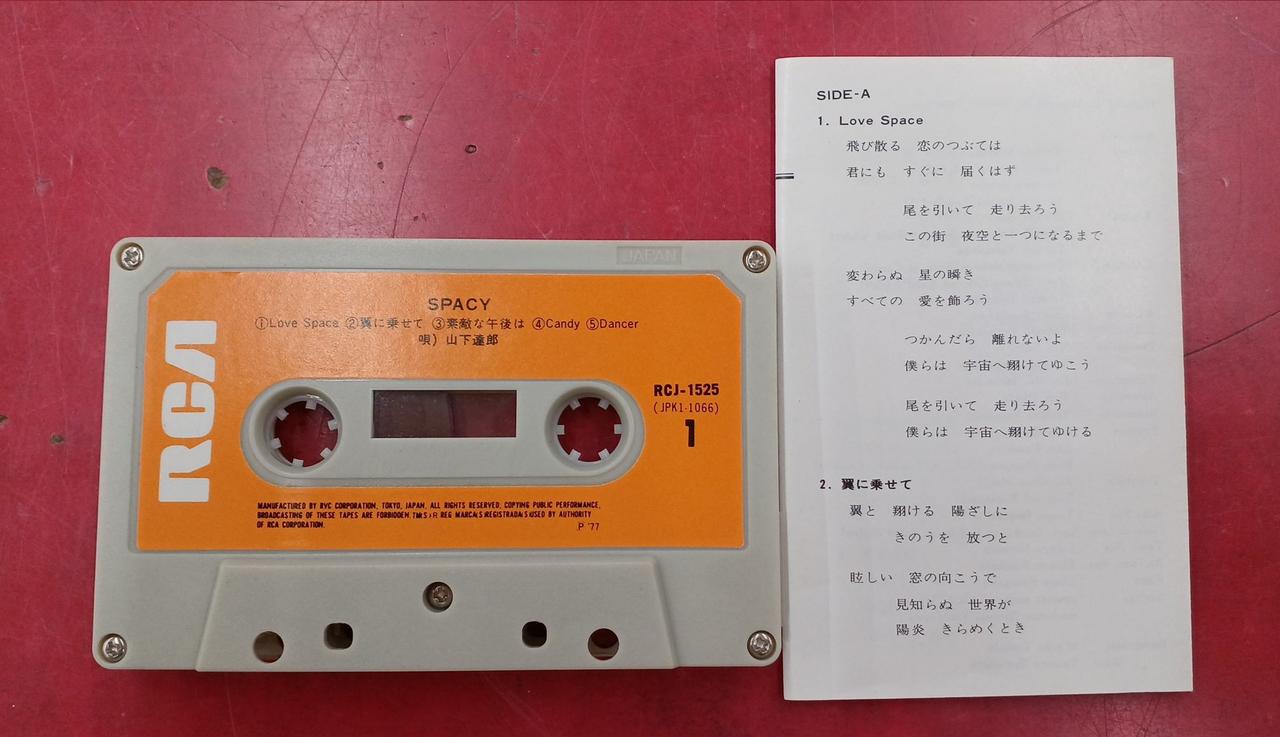 RCA
JAPAN
SPACY
①Love Space ②翼に乗せて ③素敵な午後は ④Candy ⑤Dancer
唄) 山下達郎
RCJ-1525
(JPK1-1066)
1
MANUFACTURED BY RVC CORPORATION, TOKYO, JAPAN, ALL RIGHTS RESERVED, COPYING PUBLIC PERFORMANCE,
BROADCASTING OF THESE TAPES ARE FORBIDDEN. REG MARCA(S)REGISTRADA(S)USED BY AUTHORITY
OF RCA CORPORATION.
P '77
SIDE-A
1. Love Space
飛び散る 恋のつぶては
君にも すぐに 届くはず
尾を引いて 走り去ろう
この街 夜空と一つになるまで
変わらぬ 星の瞬き
すべての 愛を飾ろう
つかんだら 離れないよ
僕らは 宇宙へ翔けてゆこう
尾を引いて 走り去ろう
僕らは 宇宙へ翔けてゆける
2. 翼に乗せて
翼と 翔ける 陽ざしに
きのうを 放つと
眩しい 窓の向こうで
見知らぬ 世界が
陽炎 きらめくとき